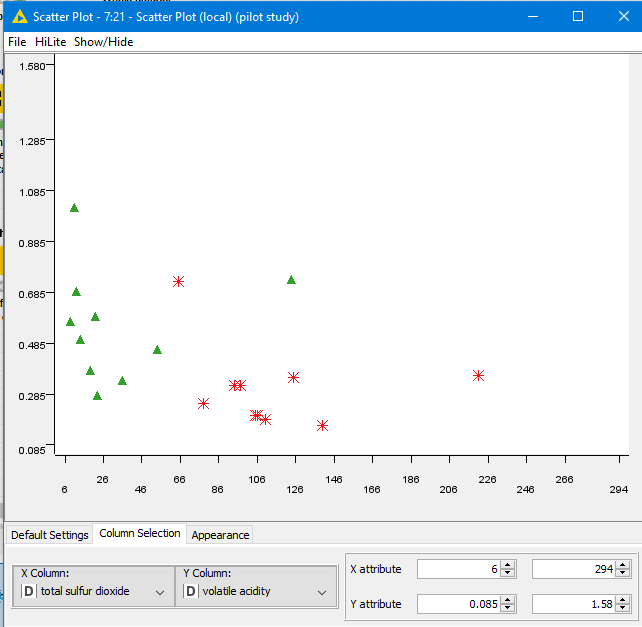 Scatter Plot - 7:21 - Scatter Plot (local) (pilot study)
File HiLite Show/Hide
1.580
1.285
1.085
0.885
0.685
0.485
0.285
0.085
6 26 46 66 86 106 126 146 166 186 206 226 246 266 294
Default Settings Column Selection Appearance
X Column: Y Column:
D total sulfur dioxide D volatile acidity
X attribute 6 294
Y attribute 0.085 1.58